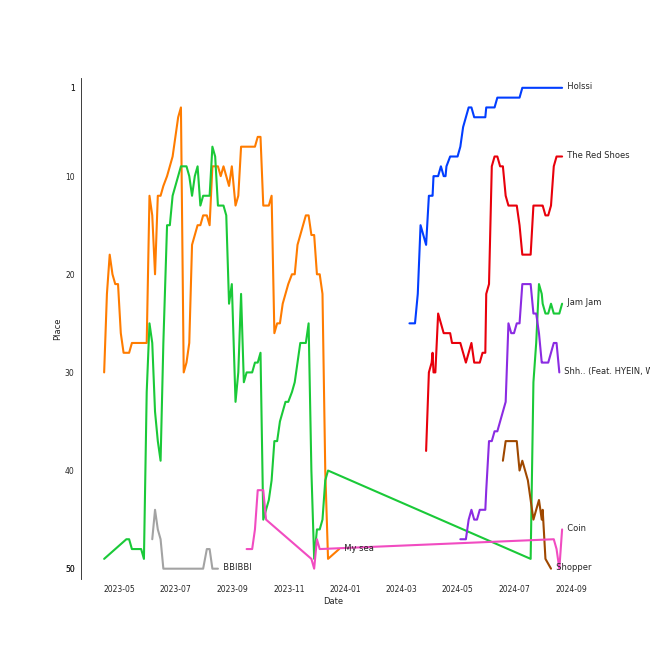 1
Holssi
The Red Shoes
10
20
Jam Jam
Place
30
Shh.. (Feat. HYEIN, W
40
Coin
My sea
50
BBIBBI
Shopper
2023-05
2023-07
2023-09
2023-11
2024-01
2024-03
2024-05
2024-07
2024-09
Date